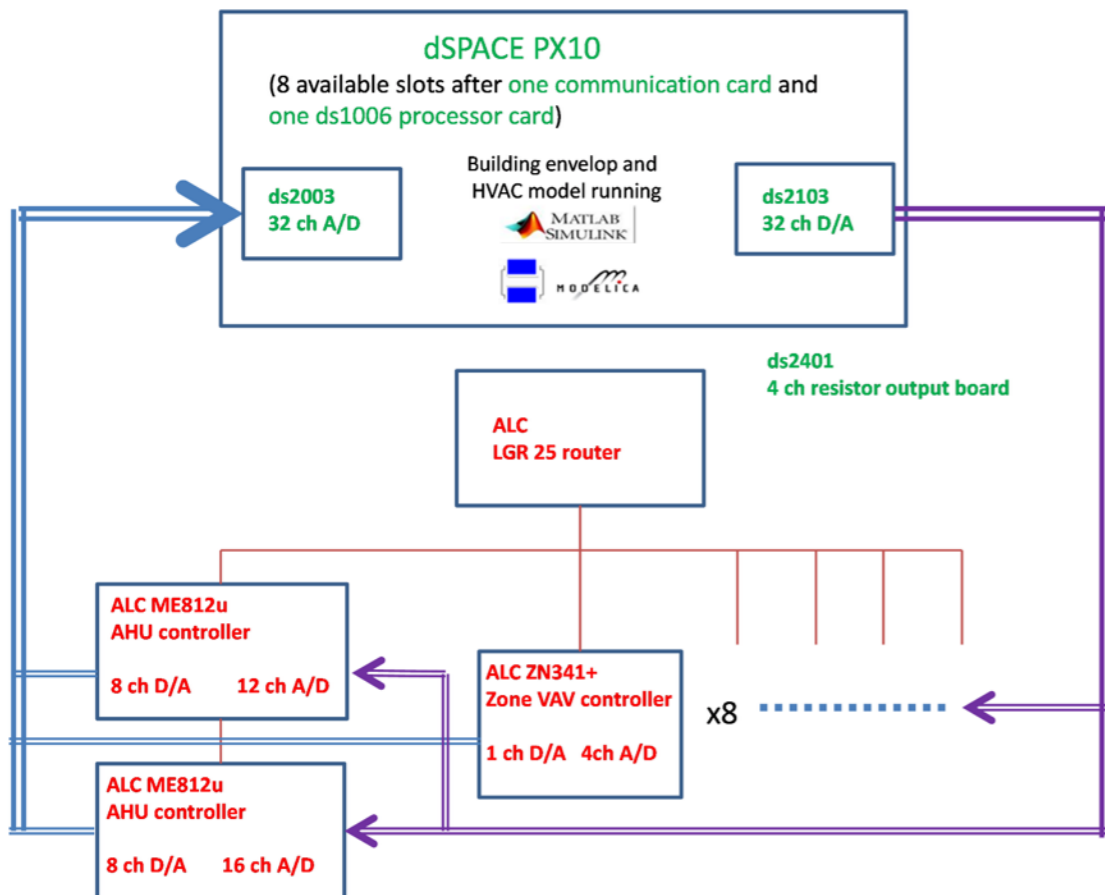 dSPACE PX10
(8 available slots after one communication card and
one ds1006 processor card)
ds2003
32 ch A/D
Building envelop and
HVAC model running
MATLAB
SIMULINK
MODELICA
ds2103
32 ch D/A
ds2401
4 ch resistor output board
ALC
LGR 25 router
ALC ME812u
AHU controller
8 ch D/A 12 ch A/D
ALC ZN341+
Zone VAV controller
1 ch D/A 4ch A/D
x8
ALC ME812u
AHU controller
8 ch D/A 16 ch A/D